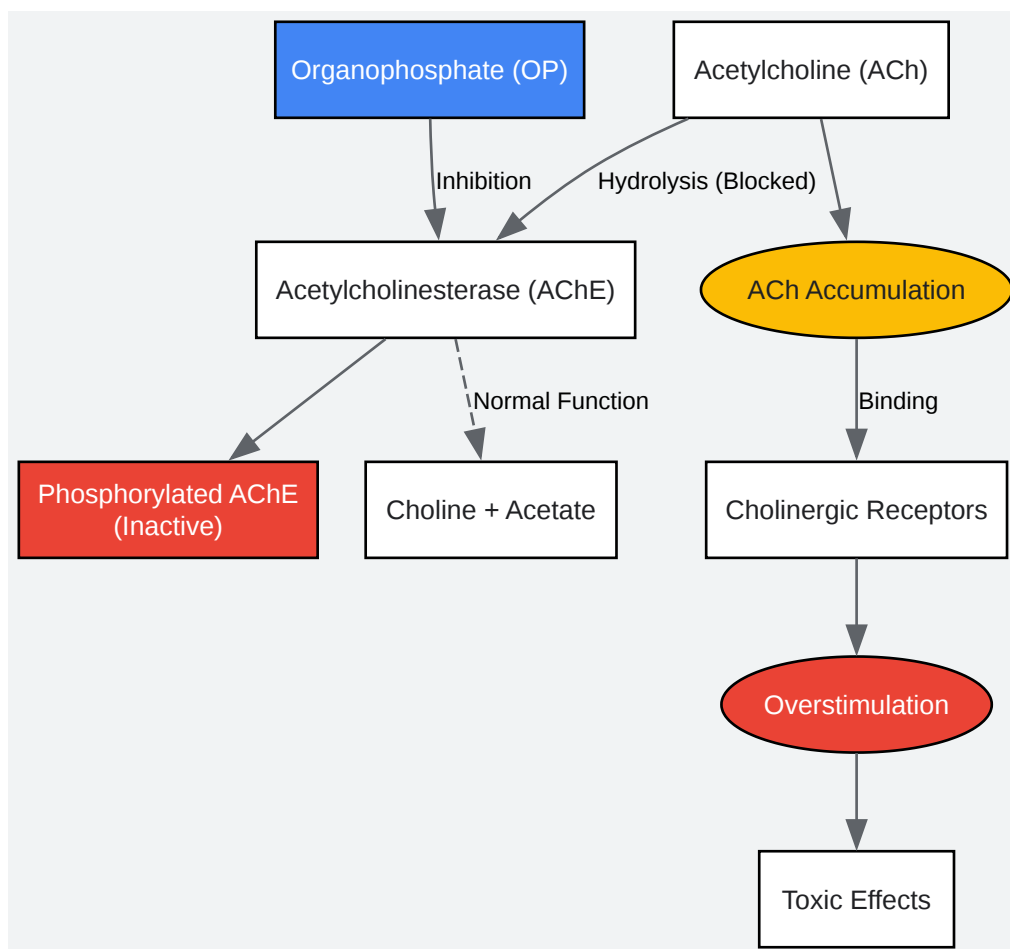 Organophosphate (OP)
Acetylcholine (ACh)
Inhibition
Hydrolysis (Blocked)
Acetylcholinesterase (AChE)
ACh Accumulation
Normal Function
Binding
Phosphorylated AChE
(Inactive)
Choline + Acetate
Cholinergic Receptors
Overstimulation
Toxic Effects